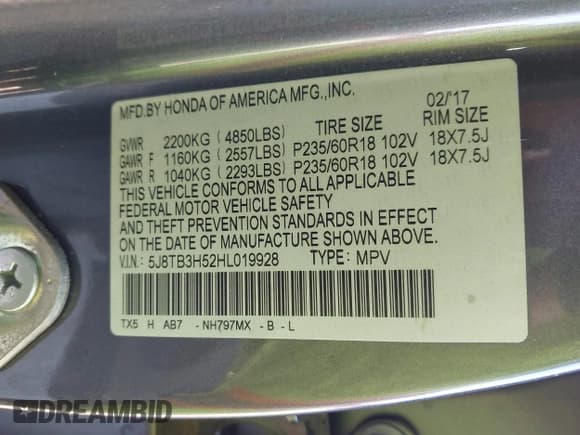 MFD.BY HONDA OF AMERICA MFG.,INC. 02/'17
TIRE SIZE RIM SIZE
GVWR 2200KG (4850LBS)
GAWR F 1160KG (2557LBS) P235/60R18 102V 18X7.5J
GAWR R 1040KG (2293LBS) P235/60R18 102V 18X7.5J
THIS VEHICLE CONFORMS TO ALL APPLICABLE
FEDERAL MOTOR VEHICLE SAFETY
AND THEFT PREVENTION STANDARDS IN EFFECT
ON THE DATE OF MANUFACTURE SHOWN ABOVE.
V.I.N.: 5J8TB3H52HL019928 TYPE: MPV
TX5 H AB7 - NH797MX - B - L
DREAMBID